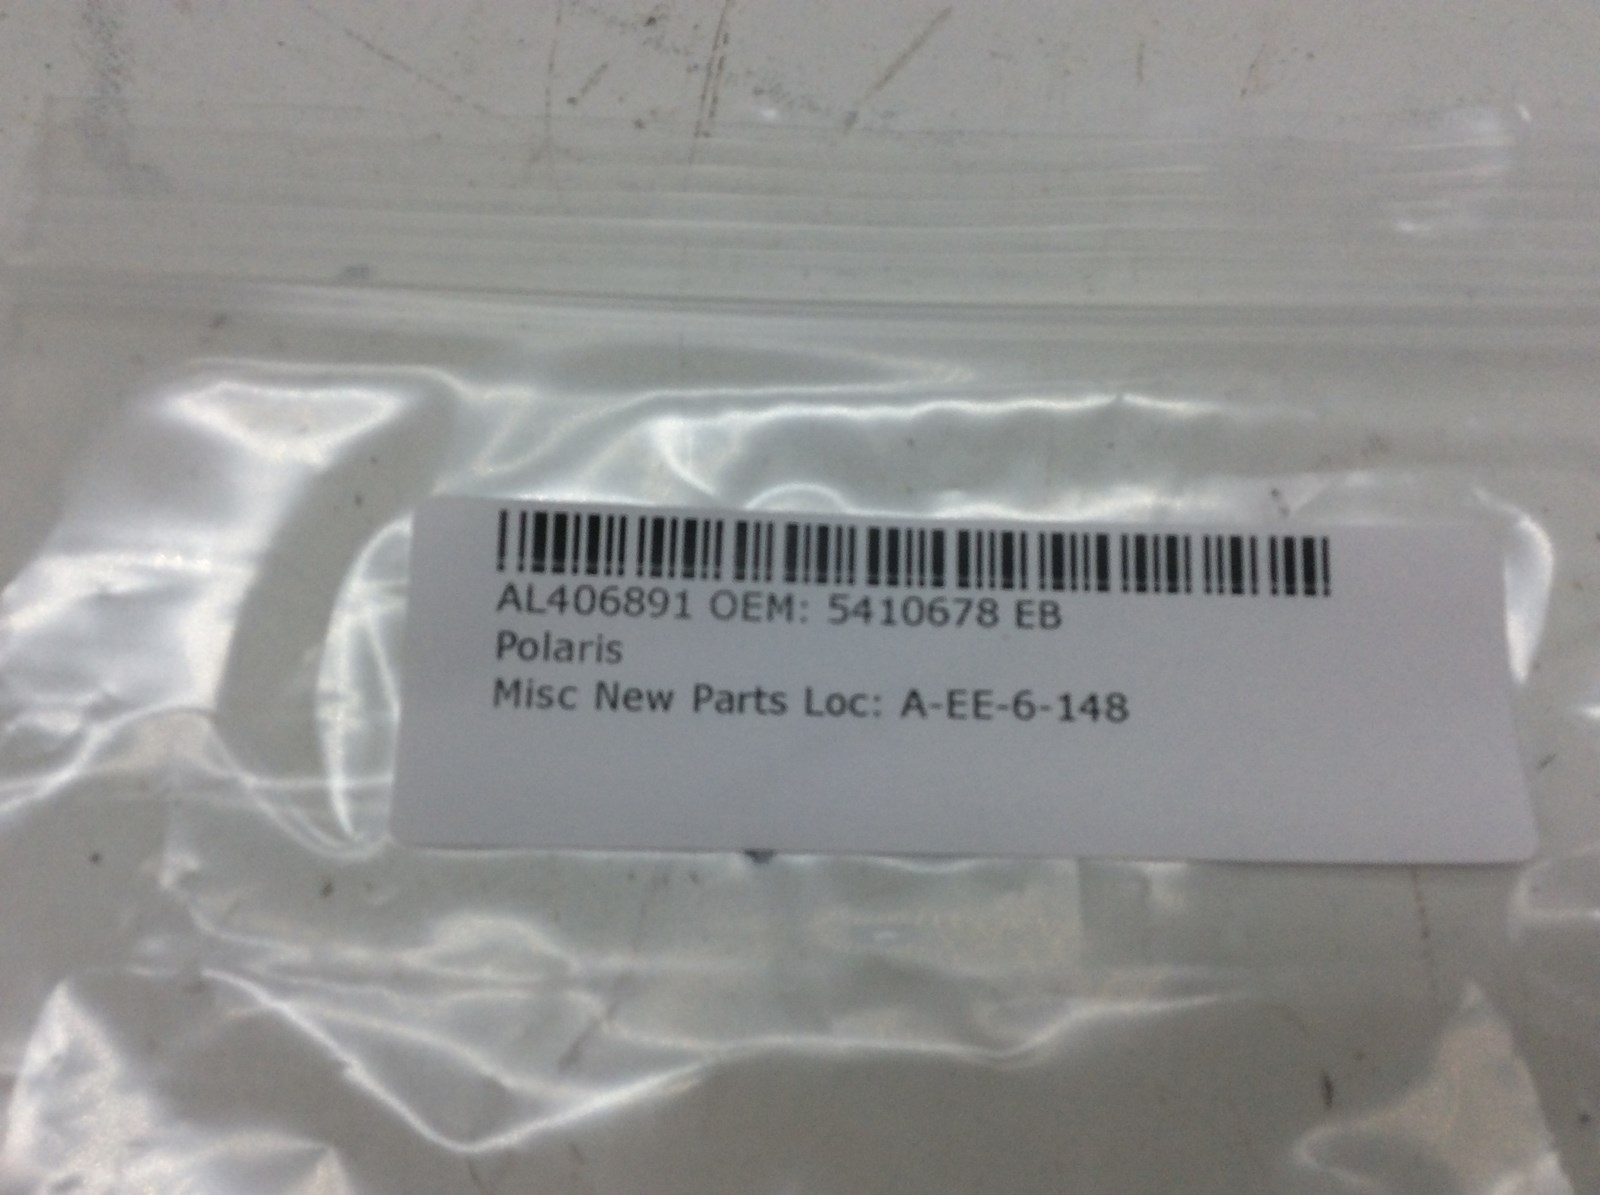 AL406891 OEM: 5410678 EB
Polaris
Misc New Parts Loc: A-EE-6-148